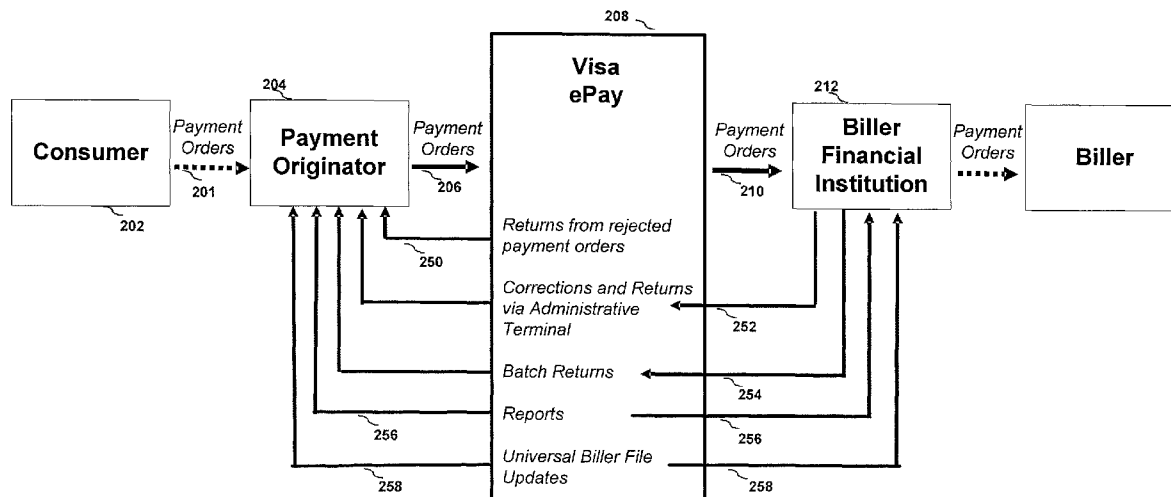 208
Visa
ePay
204
212
Consumer
Payment
Orders
201
202
Payment
Originator
Payment
Orders
206
Payment
Orders
210
Biller
Financial
Institution
Payment
Orders
Biller
Returns from rejected
payment orders
250
Corrections and Returns
via Administrative
Terminal
252
Batch Returns
254
Reports
256
256
Universal Biller File
Updates
258
258